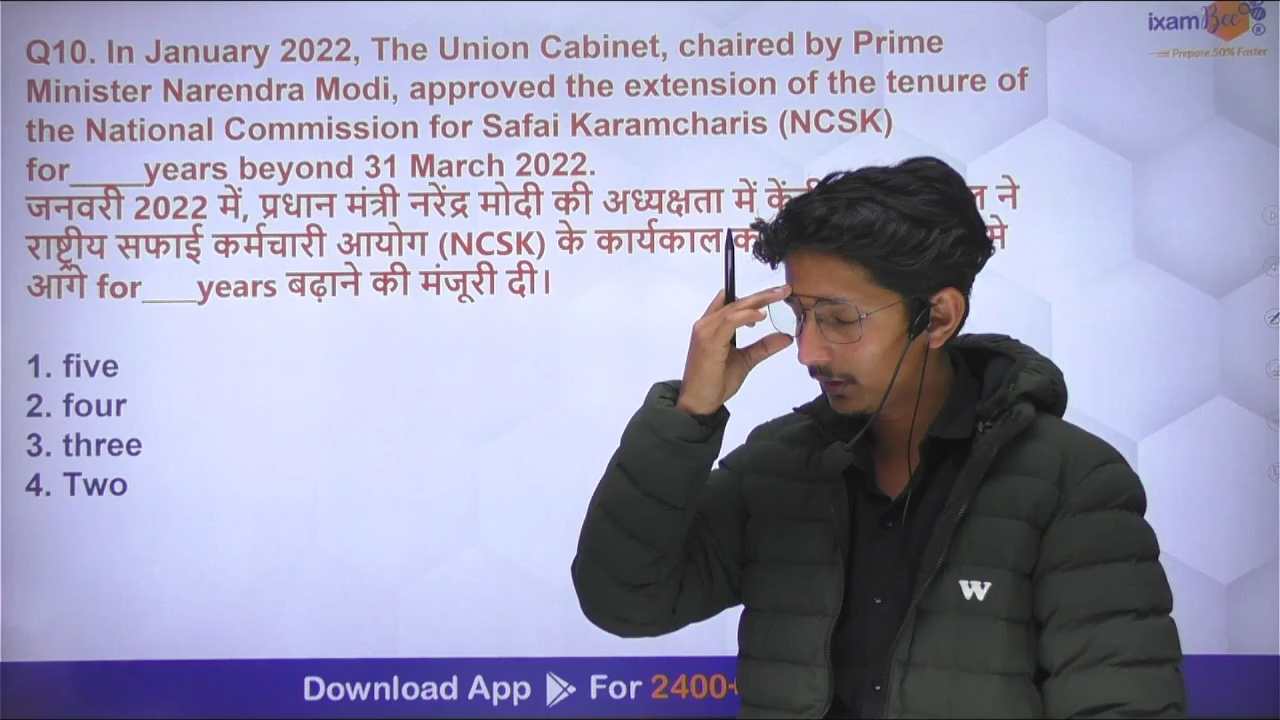 ixamBee
Prepare 50% Faster
Q10. In January 2022, The Union Cabinet, chaired by Prime
Minister Narendra Modi, approved the extension of the tenure of
the National Commission for Safai Karamcharis (NCSK)
for____years beyond 31 March 2022.
जनवरी 2022 में, प्रधान मंत्री नरेंद्र मोदी की अध्यक्षता में ने
राष्ट्रीय सफाई कर्मचारी आयोग (NCSK) के कार्यकाल से
आगे for___years बढ़ाने की मंजूरी दी।
1. five
2. four
3. three
4. Two
W
Download App For 2400+